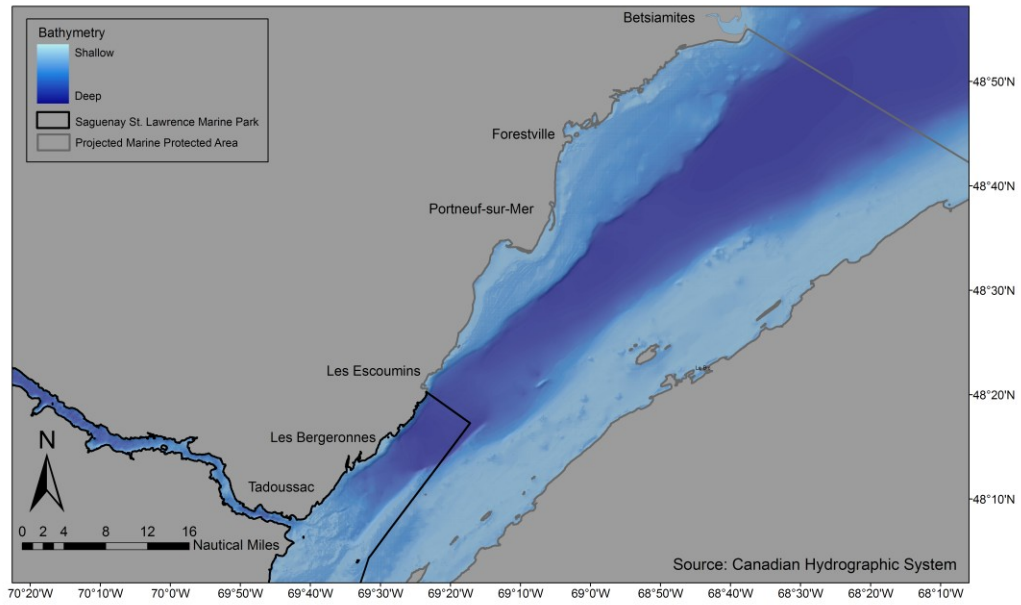 Bathymetry
Shallow
Deep
Saguenay St. Lawrence Marine Park
Projected Marine Protected Area
Betsiamites
Forestville
Portneuf-sur-Mer
Les Escoumins
Les Bergeronnes
Tadoussac
N
0 2 4 8 12 16
Nautical Miles
Source: Canadian Hydrographic System
48°50'N
48°40'N
48°30'N
48°20'N
48°10'N
70°20'W 70°10'W 70°0'W 69°50'W 69°40'W 69°30'W 69°20'W 69°10'W 69°0'W 68°50'W 68°40'W 68°30'W 68°20'W 68°10'W